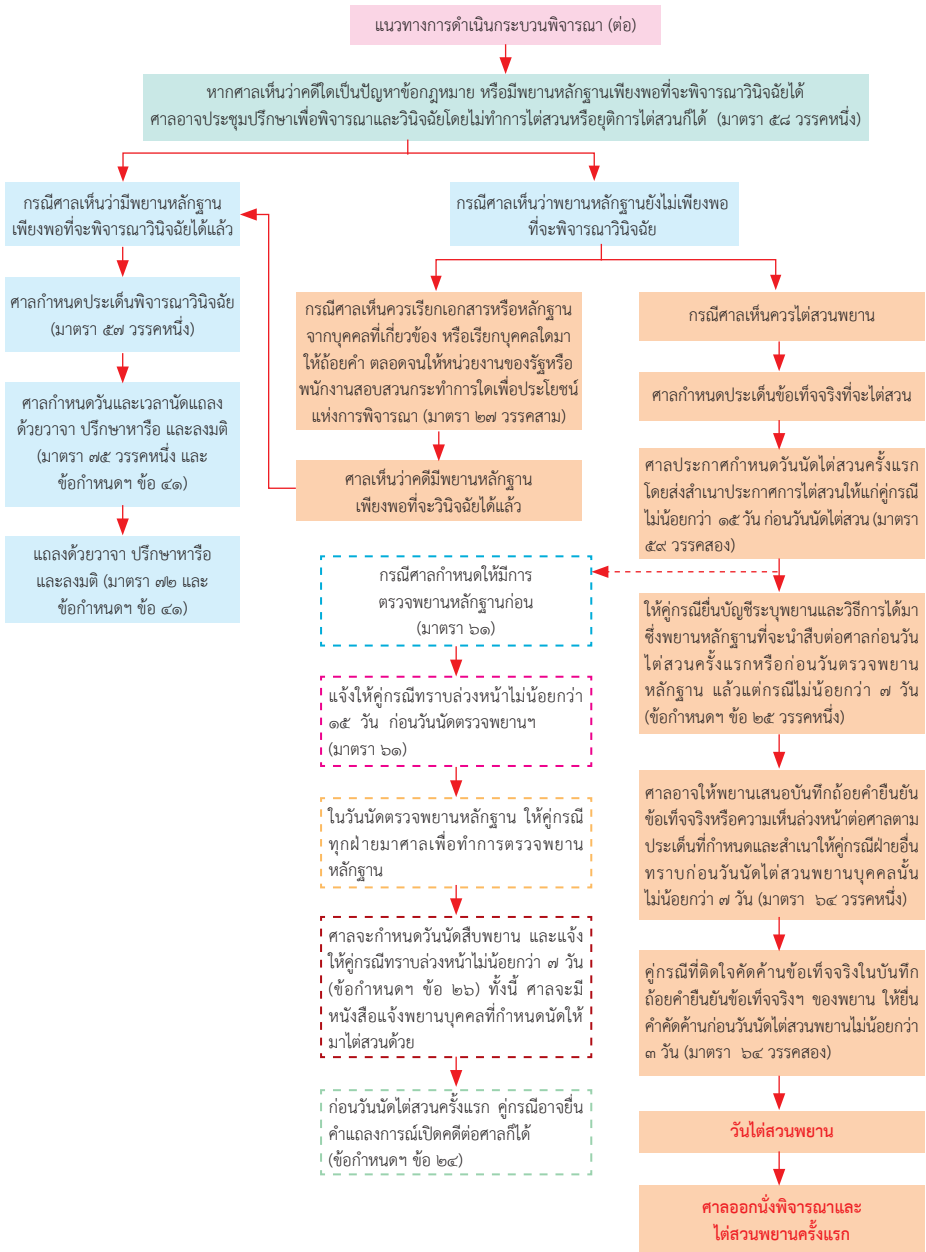 แนวทางการดำเนินกระบวนพิจารณา (ต่อ)
หากศาลเห็นว่าคดีใดเป็นปัญหาข้อกฎหมาย หรือมีพยานหลักฐานเพียงพอที่จะพิจารณาวินิจฉัยได้
ศาลอาจประชุมปรึกษาเพื่อพิจารณาและวินิจฉัยโดยไม่ทำการไต่สวนหรือยุติการไต่สวนก็ได้ (มาตรา ๕๘ วรรคหนึ่ง)
กรณีศาลเห็นว่ามีพยานหลักฐาน
เพียงพอที่จะพิจารณาวินิจฉัยได้แล้ว
ศาลกำหนดประเด็นพิจารณาวินิจฉัย
(มาตรา ๕๗ วรรคหนึ่ง)
ศาลกำหนดวันและเวลานัดแถลง
ด้วยวาจา ปรึกษาหารือ และลงมติ
(มาตรา ๗๕ วรรคหนึ่ง และ
ข้อกำหนดฯ ข้อ ๔๑)
แถลงด้วยวาจา ปรึกษาหารือ
และลงมติ (มาตรา ๗๒ และ
ข้อกำหนดฯ ข้อ ๔๑)
กรณีศาลเห็นว่าพยานหลักฐานยังไม่เพียงพอ
ที่จะพิจารณาวินิจฉัย
กรณีศาลเห็นควรเรียกเอกสารหรือหลักฐาน
จากบุคคลที่เกี่ยวข้อง หรือเรียกบุคคลใดมา
ให้ถ้อยคำ ตลอดจนให้หน่วยงานของรัฐหรือ
พนักงานสอบสวนกระทำการใดเพื่อประโยชน์
แห่งการพิจารณา (มาตรา ๒๗ วรรคสาม)
ศาลเห็นว่าคดีมีพยานหลักฐาน
เพียงพอที่จะวินิจฉัยได้แล้ว
กรณีศาลกำหนดให้มีการ
ตรวจพยานหลักฐานก่อน
(มาตรา ๖๑)
แจ้งให้คู่กรณีทราบล่วงหน้าไม่น้อยกว่า
๑๕ วัน ก่อนวันนัดตรวจพยานฯ
(มาตรา ๖๑)
ในวันนัดตรวจพยานหลักฐาน ให้คู่กรณี
ทุกฝ่ายมาศาลเพื่อทำการตรวจพยาน
หลักฐาน
ศาลจะกำหนดวันนัดสืบพยาน และแจ้ง
ให้คู่กรณีทราบล่วงหน้าไม่น้อยกว่า ๗ วัน
(ข้อกำหนดฯ ข้อ ๒๖) ทั้งนี้ ศาลจะมี
หนังสือแจ้งพยานบุคคลที่กำหนดนัดให้
มาไต่สวนด้วย
ก่อนวันนัดไต่สวนครั้งแรก คู่กรณีอาจยื่น
คำแถลงการณ์เปิดคดีต่อศาลก็ได้
(ข้อกำหนดฯ ข้อ ๒๔)
กรณีศาลเห็นควรไต่สวนพยาน
ศาลกำหนดประเด็นข้อเท็จจริงที่จะไต่สวน
ศาลประกาศกำหนดวันนัดไต่สวนครั้งแรก
โดยส่งสำเนาประกาศการไต่สวนให้แก่คู่กรณี
ไม่น้อยกว่า ๑๕ วัน ก่อนวันนัดไต่สวน (มาตรา
๕๙ วรรคสอง)
ให้คู่กรณียื่นบัญชีระบุพยานและวิธีการได้มา
ซึ่งพยานหลักฐานที่จะนำสืบต่อศาลก่อนวัน
ไต่สวนครั้งแรกหรือก่อนวันตรวจพยาน
หลักฐาน แล้วแต่กรณีไม่น้อยกว่า ๗ วัน
(ข้อกำหนดฯ ข้อ ๒๕ วรรคหนึ่ง)
ศาลอาจให้พยานเสนอบันทึกถ้อยคำยืนยัน
ข้อเท็จจริงหรือความเห็นล่วงหน้าต่อศาลตาม
ประเด็นที่กำหนดและสำเนาให้คู่กรณีฝ่ายอื่น
ทราบก่อนวันนัดไต่สวนพยานบุคคลนั้น
ไม่น้อยกว่า ๗ วัน (มาตรา ๖๔ วรรคหนึ่ง)
คู่กรณีที่ติดใจคัดค้านข้อเท็จจริงในบันทึก
ถ้อยคำยืนยันข้อเท็จจริงฯ ของพยาน ให้ยื่น
คำคัดค้านก่อนวันนัดไต่สวนพยานไม่น้อยกว่า
๓ วัน (มาตรา ๖๔ วรรคสอง)
วันไต่สวนพยาน
ศาลออกนั่งพิจารณาและ
ไต่สวนพยานครั้งแรก